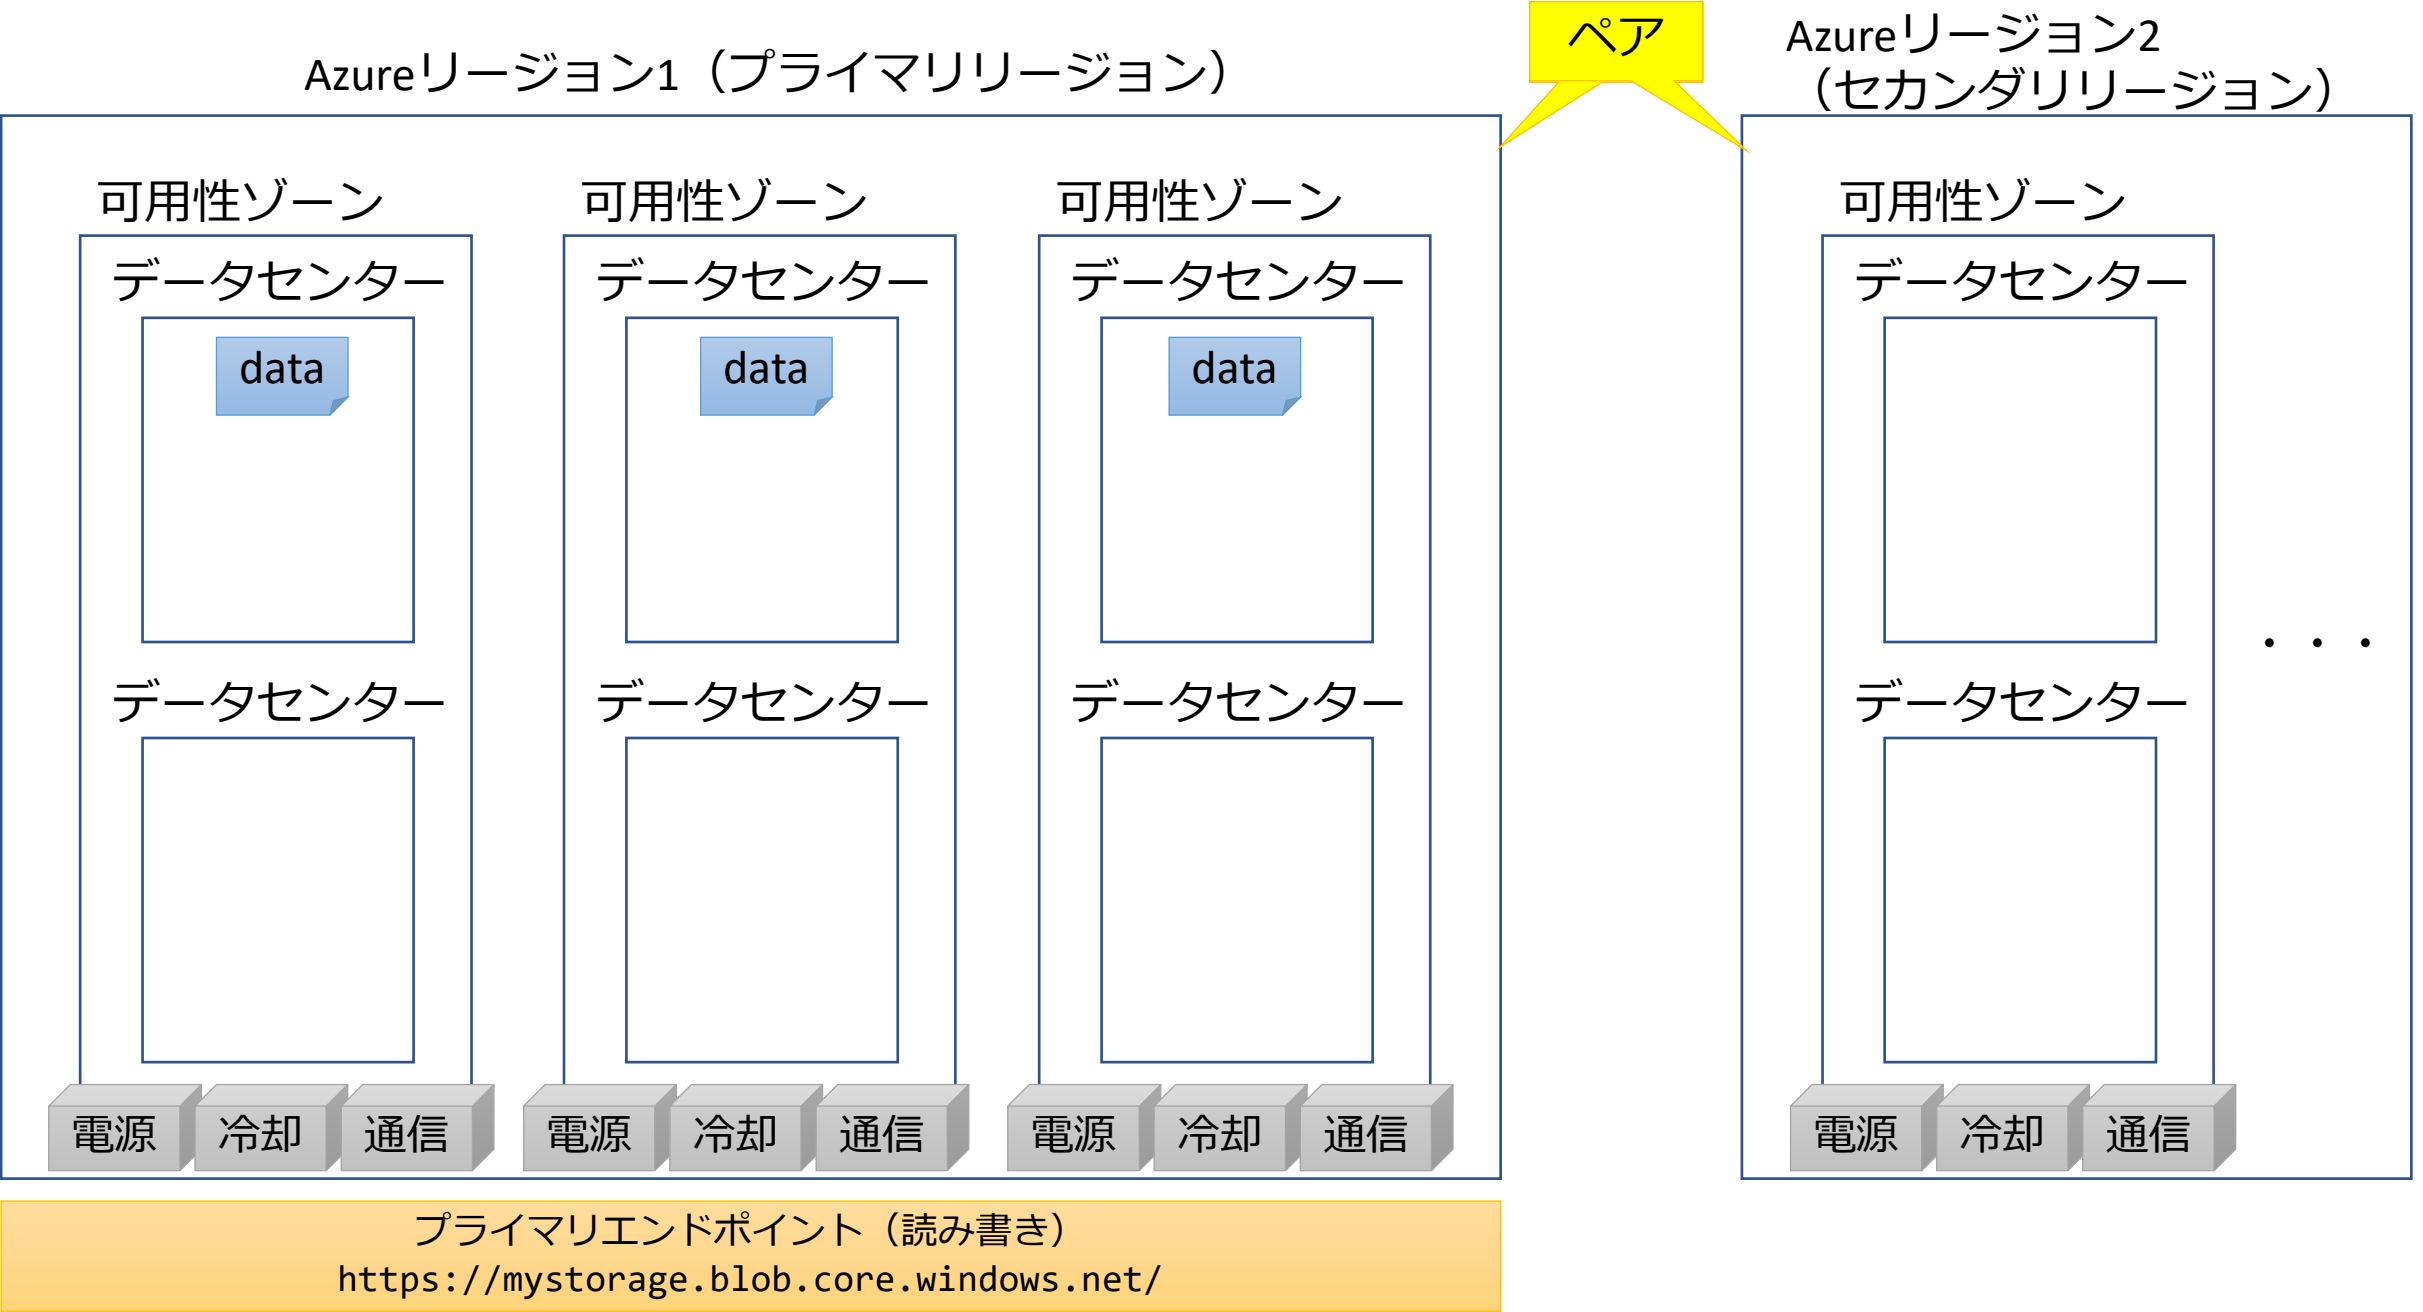 ペア
Azureリージョン1（プライマリリージョン）
Azureリージョン2
（セカンダリリージョン）
可用性ゾーン
可用性ゾーン
可用性ゾーン
可用性ゾーン
データセンター
データセンター
データセンター
データセンター
data
data
data
・・・
データセンター
データセンター
データセンター
データセンター
電源
冷却
通信
電源
冷却
通信
電源
冷却
通信
電源
冷却
通信
プライマリエンドポイント（読み書き）
https://mystorage.blob.core.windows.net/